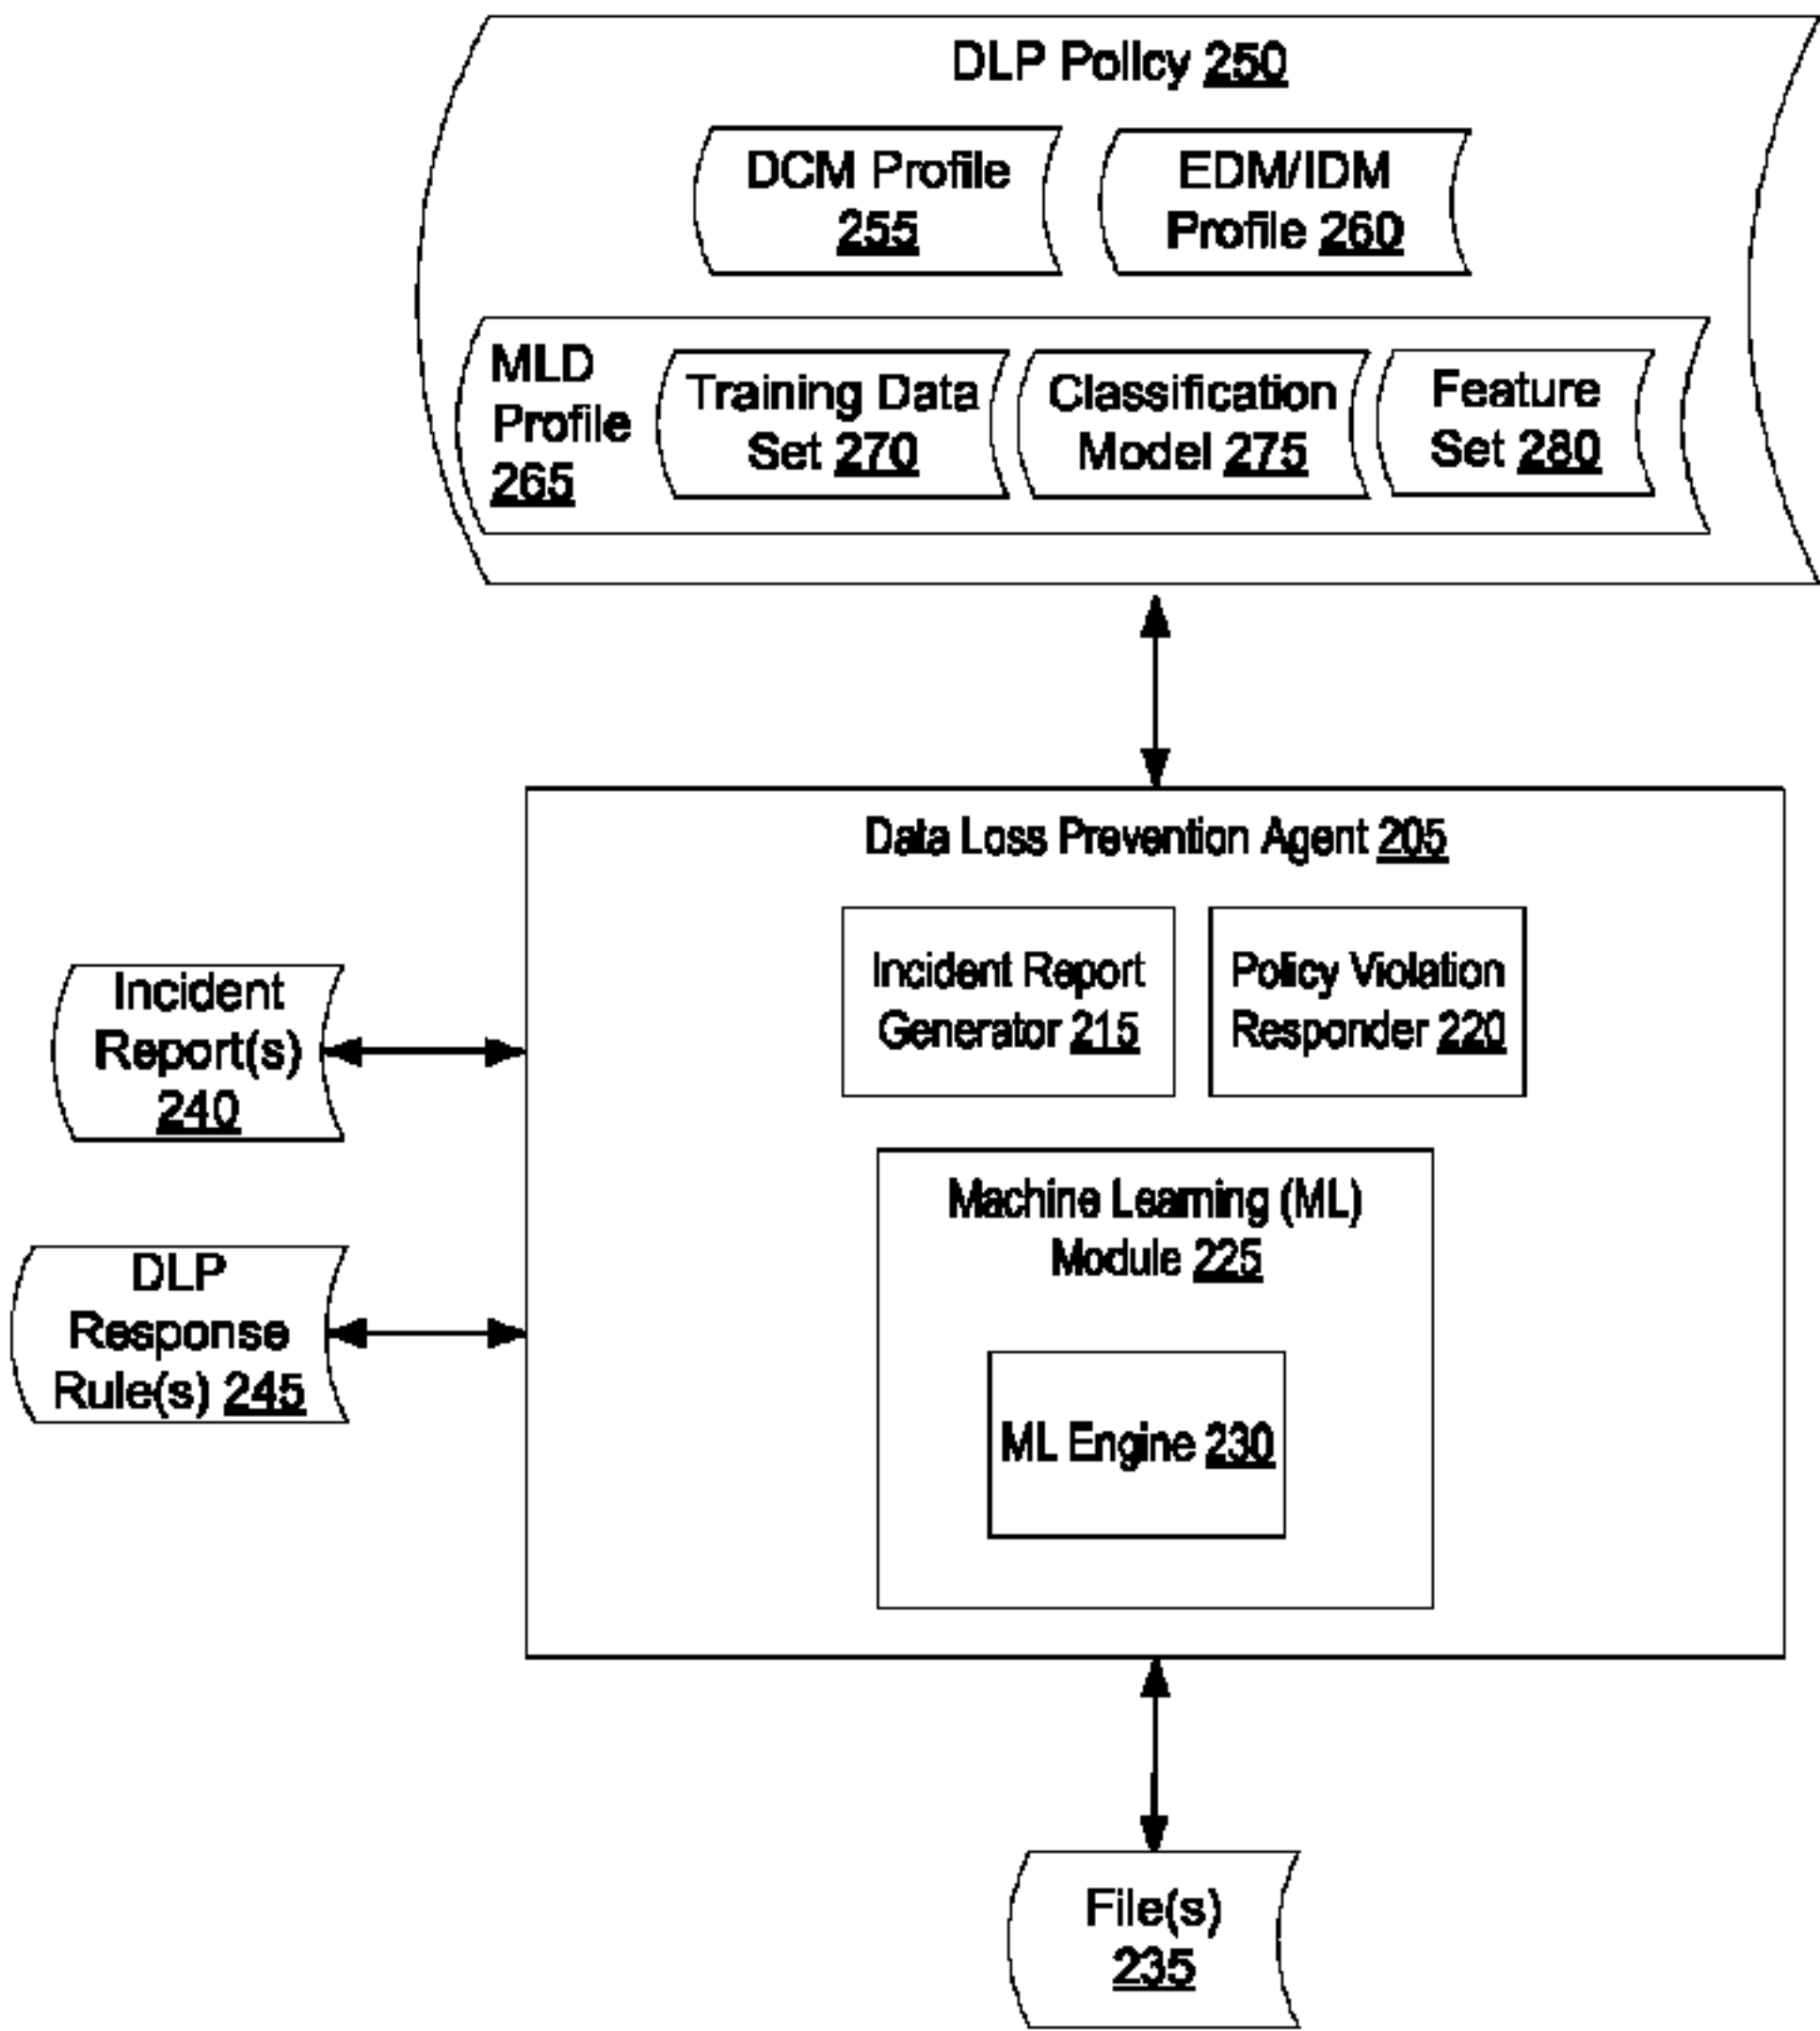 DLP Policy 250
DCM Profile
255
EDM/IDM
Profile 260
MLD
Profile
265
Training Data
Set 270
Classification
Model 275
Feature
Set 280
Data Loss Prevention Agent 205
Incident Report
Generator 215
Policy Violation
Responder 220
Incident
Report(s)
240
Machine Learning (ML)
Module 225
DLP
Response
Rule(s) 245
ML Engine 230
File(s)
235